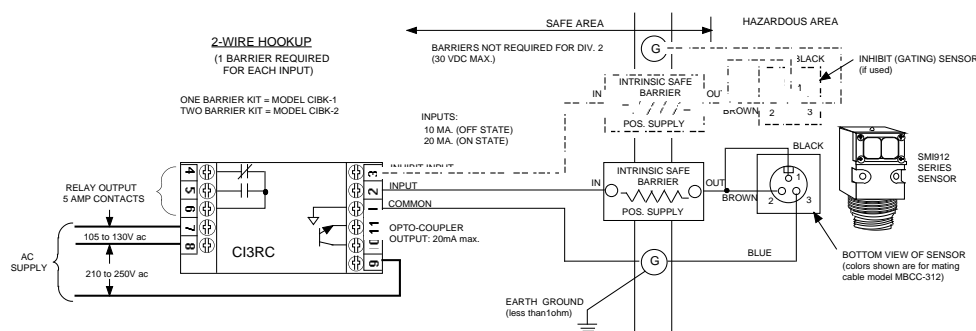 SAFE AREA
HAZARDOUS AREA
2-WIRE HOOKUP
(1 BARRIER REQUIRED
FOR EACH INPUT)
BARRIERS NOT REQUIRED FOR DIV. 2
(30 VDC MAX.)
G
BLACK
INHIBIT (GATING) SENSOR
(if used)
ONE BARRIER KIT = MODEL CIBK-1
TWO BARRIER KIT = MODEL CIBK-2
INTRINSIC SAFE
BARRIER
IN
OUT
POS. SUPPLY
BROWN
1
2
3
INPUTS:
10 MA. (OFF STATE)
20 MA. (ON STATE)
INHIBIT INPUT
INPUT
COMMON
RELAY OUTPUT
5 AMP CONTACTS
4
5
6
7
8
3
2
1
11
10
9
CI3RC
OPTO-COUPLER
OUTPUT: 20mA max.
INTRINSIC SAFE
BARRIER
IN
OUT
POS. SUPPLY
BLACK
BROWN
1
2
3
SMI912
SERIES
SENSOR
AC
SUPPLY
105 to 130V ac
210 to 250V ac
G
BLUE
EARTH GROUND
(less than1ohm)
BOTTOM VIEW OF SENSOR
(colors shown are for mating
cable model MBCC-312)